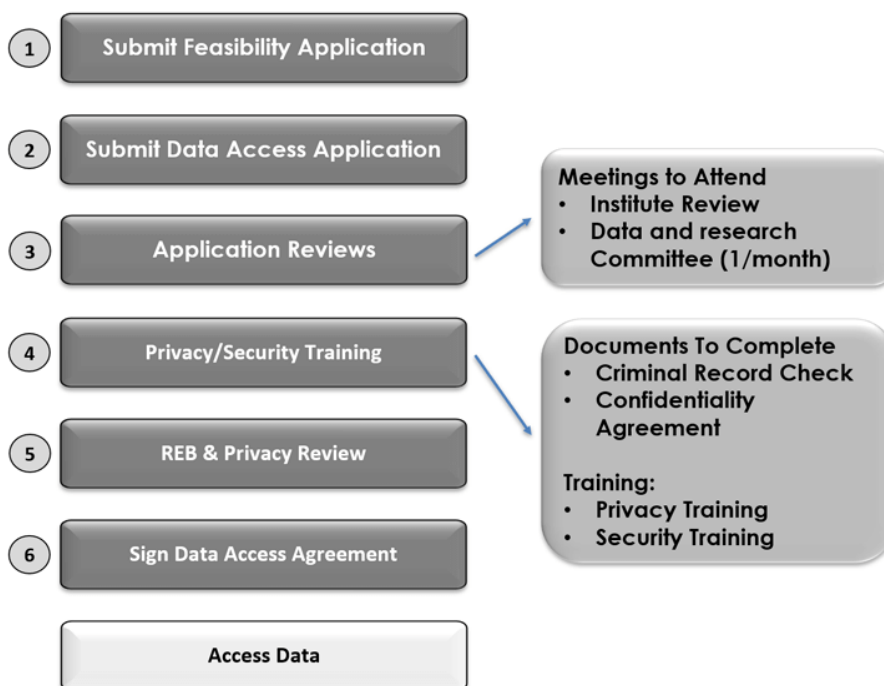 1
Submit Feasibility Application
2
Submit Data Access Application
3
Application Reviews
Meetings to Attend
• Institute Review
• Data and research
Committee (1/month)
4
Privacy/Security Training
Documents To Complete
• Criminal Record Check
• Confidentiality
Agreement
Training:
• Privacy Training
• Security Training
5
REB & Privacy Review
6
Sign Data Access Agreement
Access Data